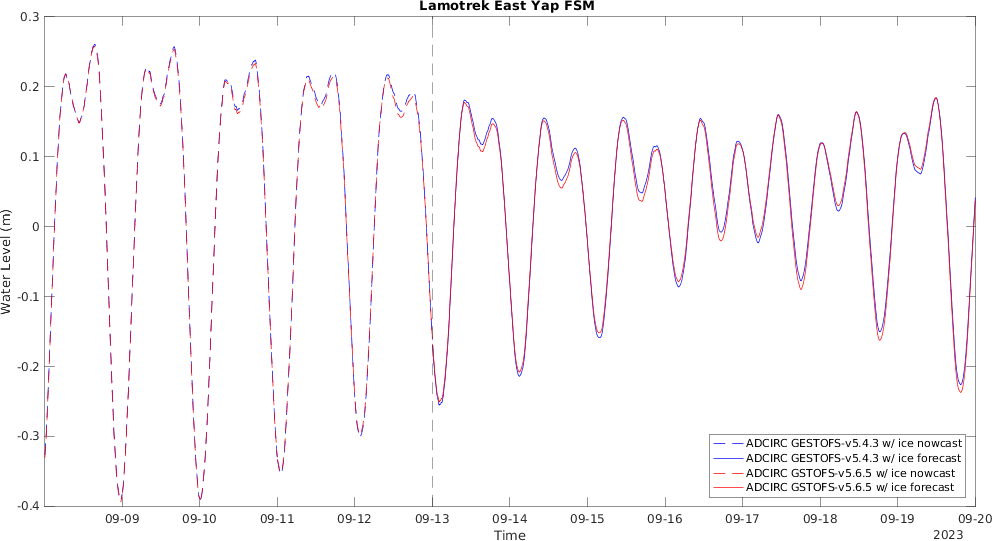 Lamotrek East Yap FSM
0.3
0.2
0.1
0
-0.1
-0.2
-0.3
-0.4
Water Level (m)
ADCIRC GESTOFS-v5.4.3 w/ ice nowcast
ADCIRC GESTOFS-v5.4.3 w/ ice forecast
ADCIRC GSTOFS-v5.6.5 w/ ice nowcast
ADCIRC GSTOFS-v5.6.5 w/ ice forecast
09-09 09-10 09-11 09-12 09-13 09-14 09-15 09-16 09-17 09-18 09-19 09-20
Time
2023